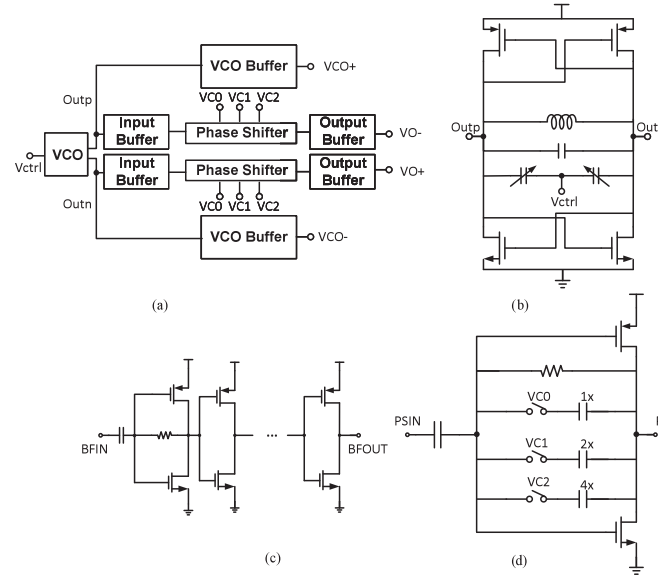 VCO Buffer
VCO+
VC0 VC1 VC2
Outp
Input Buffer
Phase Shifter
Output Buffer
VO-
VCO
Vctrl
Input Buffer
Phase Shifter
Output Buffer
VO+
VC0 VC1 VC2
Outn
VCO Buffer
VCO-
(a)
Outp
Out
Vctrl
(b)
BFIN
...
BFOUT
(c)
PSIN
VC0
1x
VC1
2x
VC2
4x
(d)